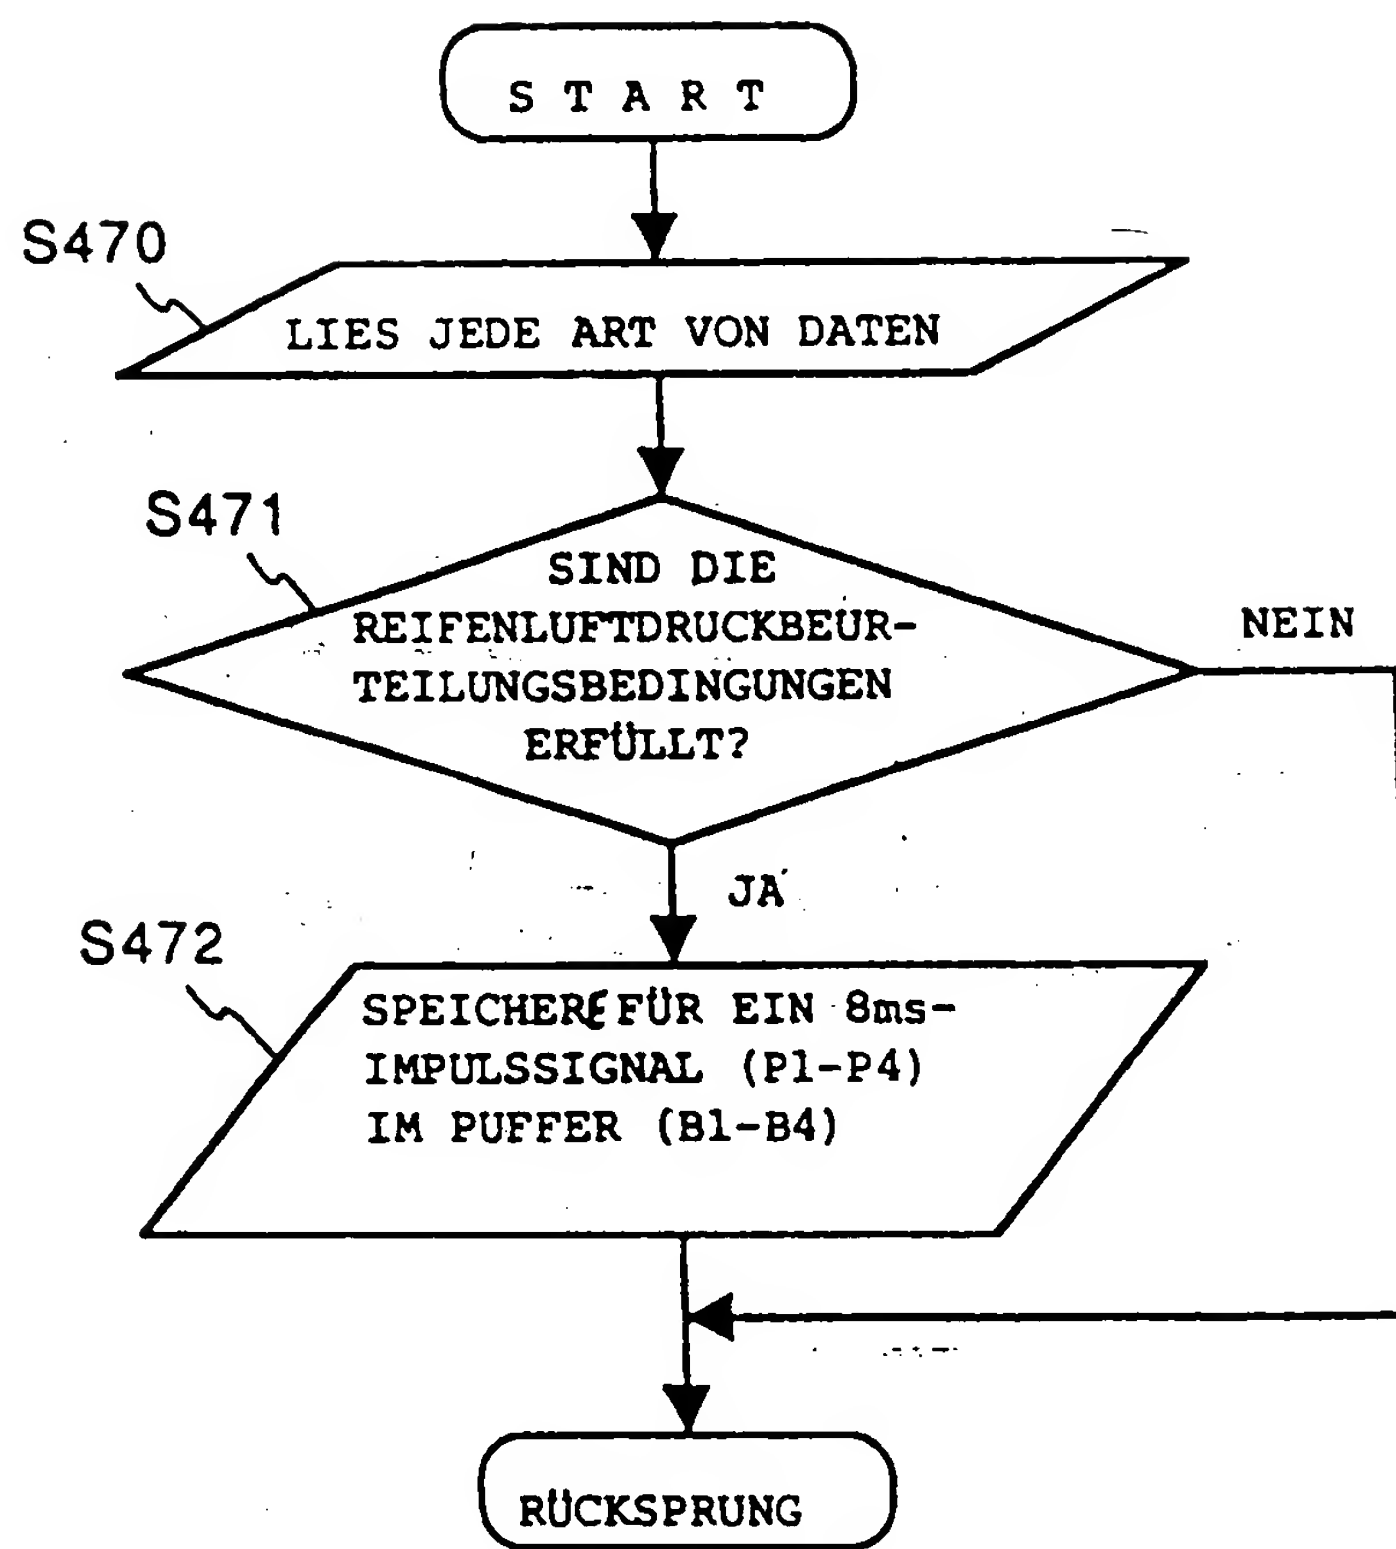 S T A R T
S470
LIES JEDE ART VON DATEN
S471
SIND DIE
REIFENLUFTDRUCKBEUR-
TEILUNGSBEDINGUNGEN
ERFÜLLT?
NEIN
JA
S472
SPEICHERE FÜR EIN 8ms-
IMPULSSIGNAL (P1-P4)
IM PUFFER (B1-B4)
RÜCKSPRUNG